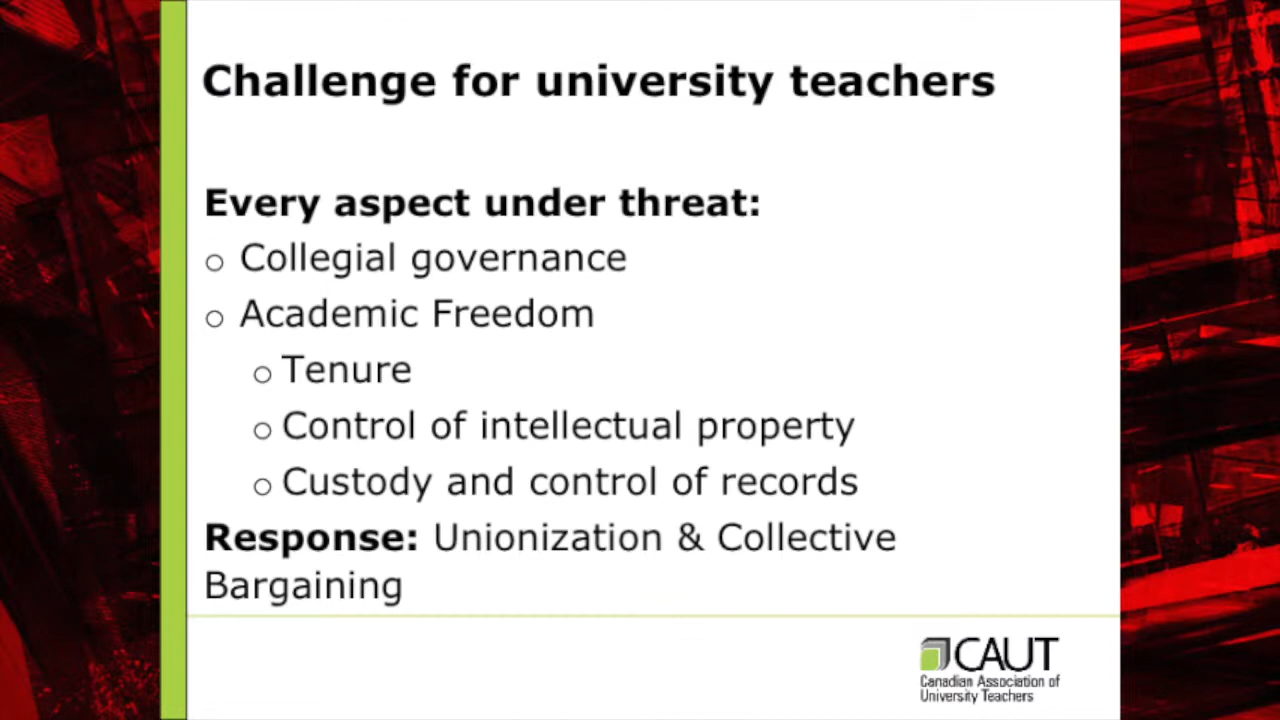 Challenge for university teachers
Every aspect under threat:
o Collegial governance
o Academic Freedom
o Tenure
o Control of intellectual property
o Custody and control of records
Response: Unionization & Collective
Bargaining
CAUT
Canadian Association of
University Teachers